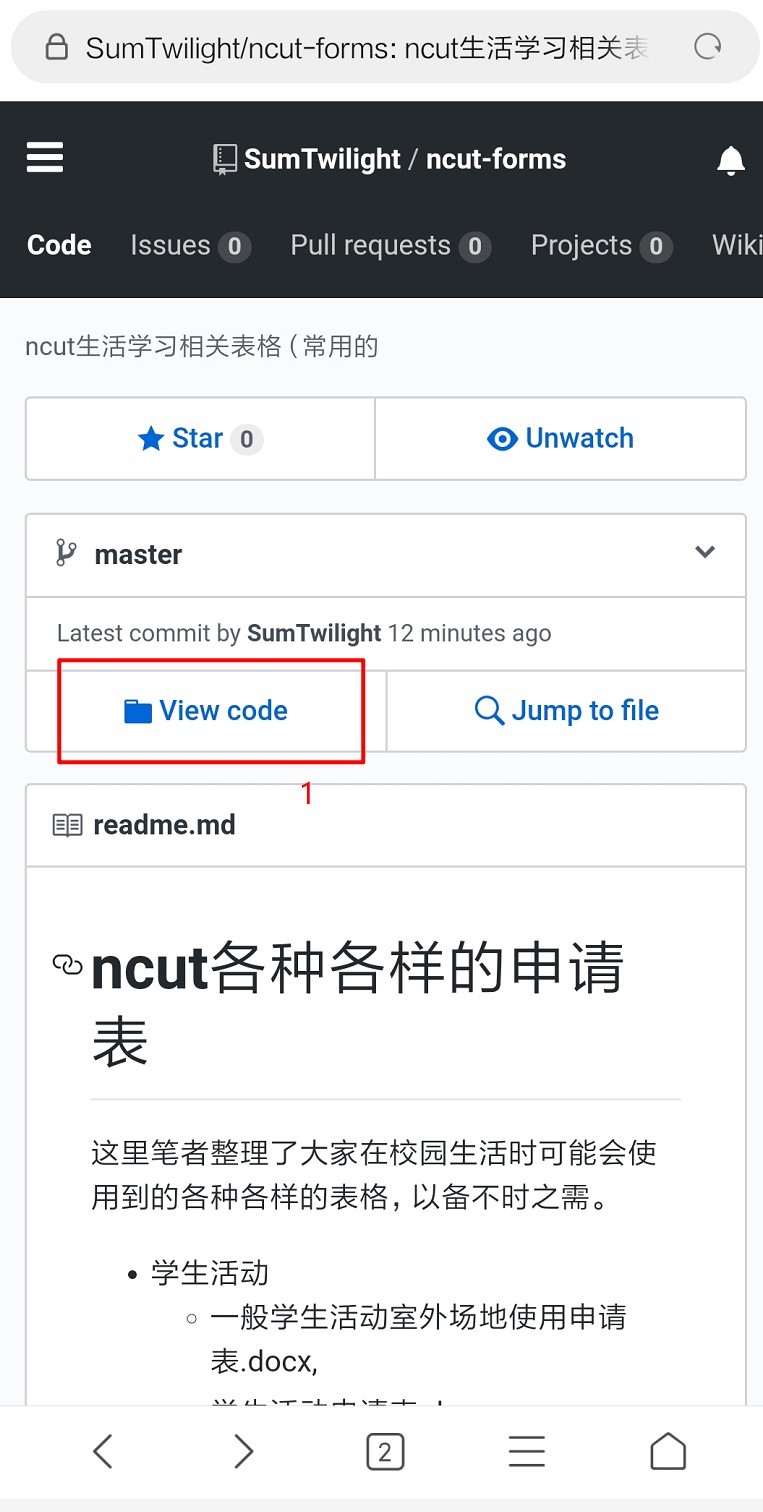 SumTwilight/ncut-forms: ncut生活学习相关表
SumTwilight / ncut-forms
Code Issues 0 Pull requests 0 Projects 0 Wiki
ncut生活学习相关表格 ( 常用的
Star 0 Unwatch
master
Latest commit by SumTwilight 12 minutes ago
View code Jump to file
1
readme.md
ncut各种各样的申请
表
这里笔者整理了大家在校园生活时可能会使
用到的各种各样的表格, 以备不时之需。
学生活动
一般学生活动室外场地使用申请
表.docx,
2